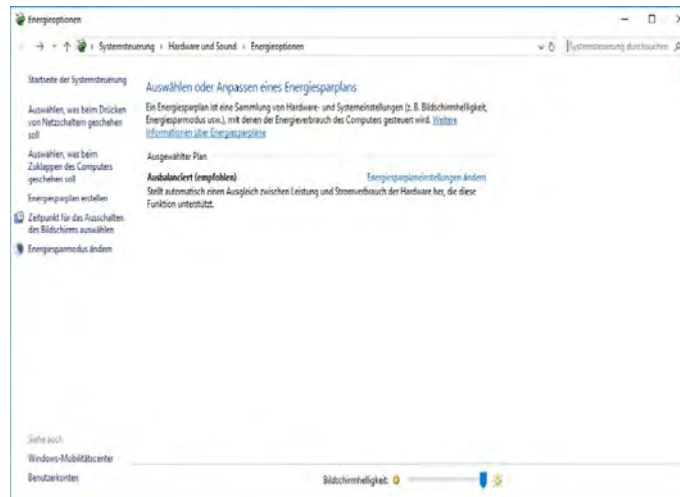 Energieoptionen
Systemsteuerung › Hardware und Sound › Energieoptionen
Systemsteuerung durchsuchen
Startseite der Systemsteuerung
Auswählen, was beim Drücken
von Netzschaltern geschehen
soll
Auswählen, was beim
Zuklappen des Computers
geschehen soll
Energiesparplan erstellen
Zeitpunkt für das Ausschalten
des Bildschirms auswählen
Energiesparmodus ändern
Auswählen oder Anpassen eines Energiesparplans
Ein Energiesparplan ist eine Sammlung von Hardware- und Systemeinstellungen (z. B. Bildschirmhelligkeit,
Energiesparmodus usw.), mit denen der Energieverbrauch des Computers gesteuert wird. Weitere
Informationen über Energiesparpläne
Ausgewählter Plan
Ausbalanciert (empfohlen) Energiesparplaneinstellungen ändern
Stellt automatisch einen Ausgleich zwischen Leistung und Stromverbrauch der Hardware her, die diese
Funktion unterstützt.
Siehe auch
Windows-Mobilitätscenter
Benutzerkonten
Bildschirmhelligkeit: